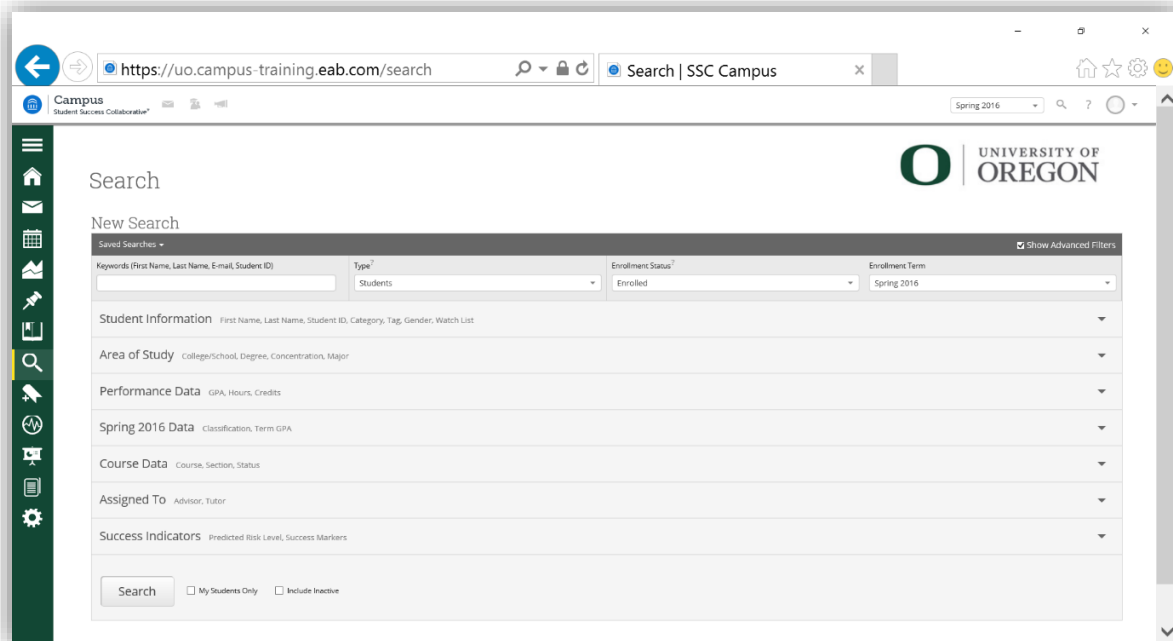 https://uo.campus-training.eab.com/search
Search | SSC Campus
Campus
Student Success Collaborative
Spring 2016
?
UNIVERSITY OF
OREGON
Search
New Search
Saved Searches
Show Advanced Filters
Keywords (First Name, Last Name, E-mail, Student ID) Type? Enrollment Status? Enrollment Term
Students Enrolled Spring 2016
Student Information First Name, Last Name, Student ID, Category, Tag, Gender, Watch List
Area of Study College/School, Degree, Concentration, Major
Performance Data GPA, Hours, Credits
Spring 2016 Data Classification, Term GPA
Course Data Course, Section, Status
Assigned To Advisor, Tutor
Success Indicators Predicted Risk Level, Success Markers
Search My Students Only Include Inactive